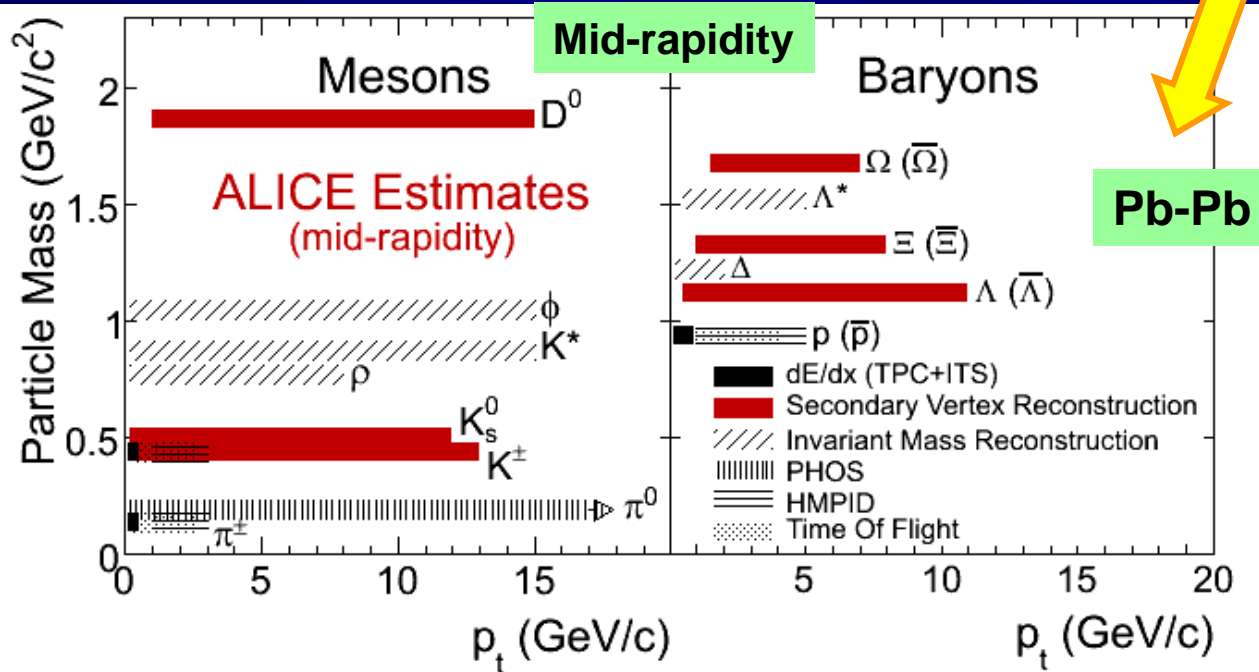 Mid-rapidity
Pb-Pb
Particle Mass (GeV/c²)
2
1.5
1
0.5
0
Mesons
D⁰
ALICE Estimates
(mid-rapidity)
ϕ
K*
ρ
K⁰ₛ
K±
π⁰
π±
0 5 10 15
pₜ (GeV/c)
Baryons
Ω (Ω̅)
Λ*
Ξ (Ξ̅)
Δ
Λ (Λ̅)
p (p̅)
dE/dx (TPC+ITS)
Secondary Vertex Reconstruction
Invariant Mass Reconstruction
PHOS
HMPID
Time Of Flight
5 10 15 20
pₜ (GeV/c)